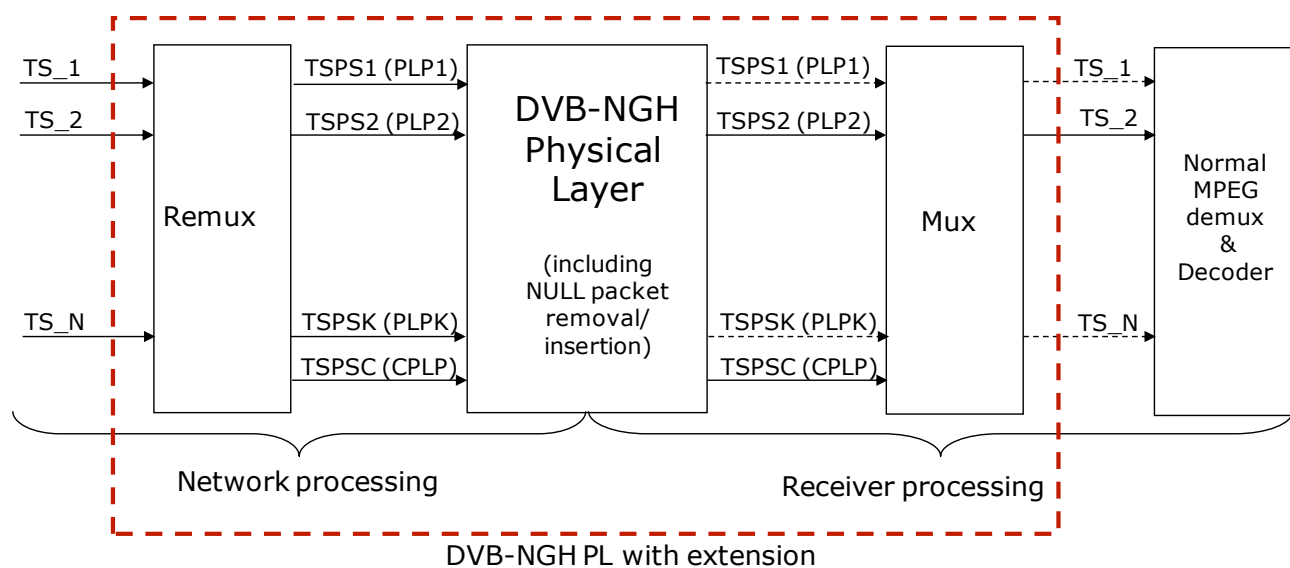 TS_1
TS_2
TS_N
Remux
TSPS1 (PLP1)
TSPS2 (PLP2)
TSPSK (PLPK)
TSPSC (CPLP)
DVB-NGH
Physical
Layer
(including
NULL packet
removal/
insertion)
TSPS1 (PLP1)
TSPS2 (PLP2)
TSPSK (PLPK)
TSPSC (CPLP)
Mux
TS_1
TS_2
TS_N
Normal
MPEG
demux
&
Decoder
Network processing
Receiver processing
DVB-NGH PL with extension